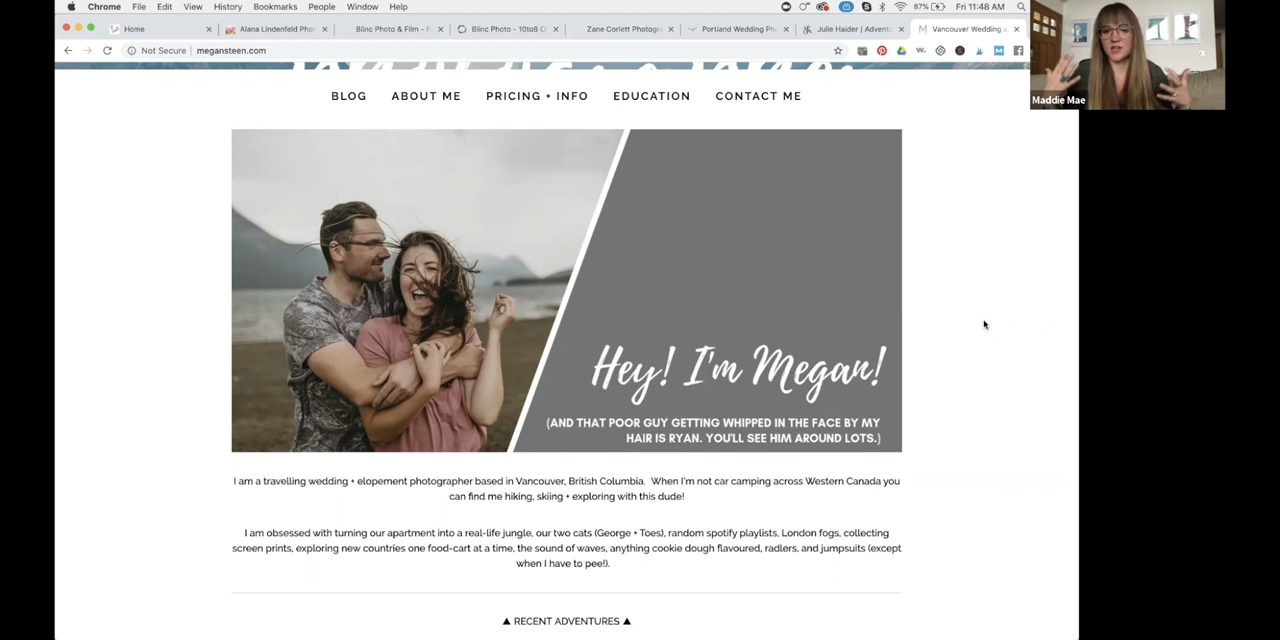 Chrome File Edit View History Bookmarks People Window Help
87% Fri 11:48 AM
Home
Alana Lindenfeld Phot
Blinc Photo & Film - F
Blinc Photo - 10to8 O
Zane Corlett Photogr
Portland Wedding Ph
Julie Haider | Advent
Vancouver Wedding a
Not Secure | megansteen.com
Maddie Mae
BLOG ABOUT ME PRICING + INFO EDUCATION CONTACT ME
Hey! I'm Megan!
(AND THAT POOR GUY GETTING WHIPPED IN THE FACE BY MY
HAIR IS RYAN. YOU'LL SEE HIM AROUND LOTS.)
I am a travelling wedding + elopement photographer based in Vancouver, British Columbia. When I'm not car camping across Western Canada you
can find me hiking, skiing + exploring with this dude!
I am obsessed with turning our apartment into a real-life jungle, our two cats (George + Toes), random spotify playlists, London fogs, collecting
screen prints, exploring new countries one food-cart at a time, the sound of waves, anything cookie dough flavoured, radlers, and jumpsuits (except
when I have to pee!).
▲ RECENT ADVENTURES ▲